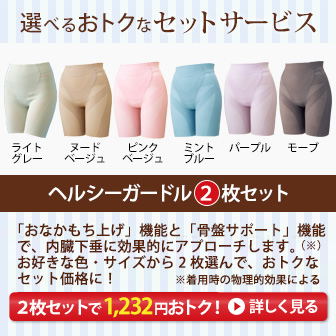 選べるおトクなセットサービス
ライト
グレー
ヌード
ベージュ
ピンク
ベージュ
ミント
ブルー
パープル
モーブ
ヘルシーガードル2枚セット
「おなかもち上げ」機能と「骨盤サポート」機能
で、内臓下垂に効果的にアプローチします。(※)
お好きな色・サイズから2枚選んで、おトクな
セット価格に!
※着用時の物理的効果による
2枚セットで1,232円おトク!
詳しく見る